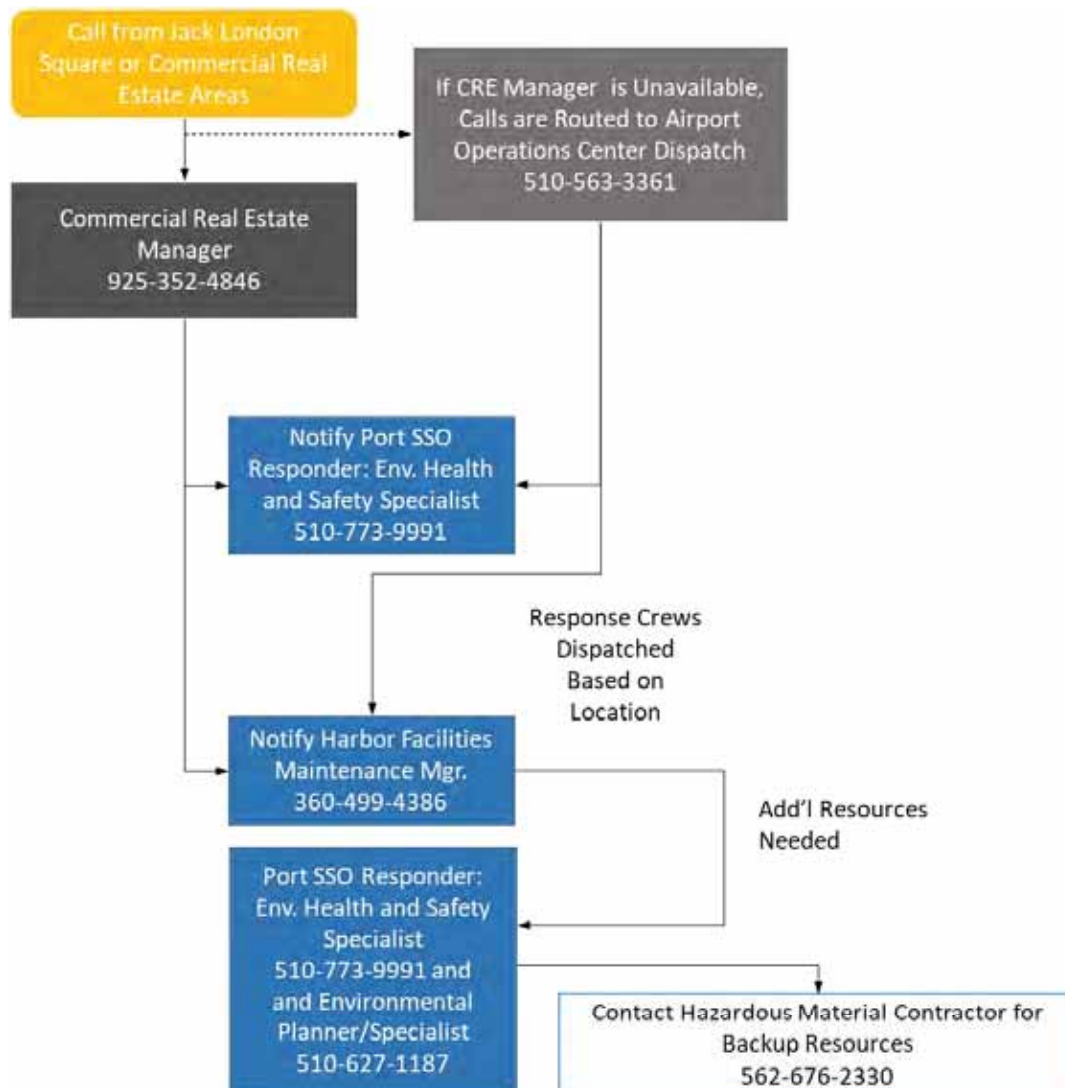 Call from Jack London
Square or Commercial Real
Estate Areas
If CRE Manager is Unavailable,
Calls are Routed to Airport
Operations Center Dispatch
510-563-3361
Commercial Real Estate
Manager
925-352-4846
Notify Port SSO
Responder: Env. Health
and Safety Specialist
510-773-9991
Response Crews
Dispatched
Based on
Location
Notify Harbor Facilities
Maintenance Mgr.
360-499-4386
Add'l Resources
Needed
Port SSO Responder:
Env. Health and Safety
Specialist
510-773-9991 and
and Environmental
Planner/Specialist
510-627-1187
Contact Hazardous Material Contractor for
Backup Resources
562-676-2330